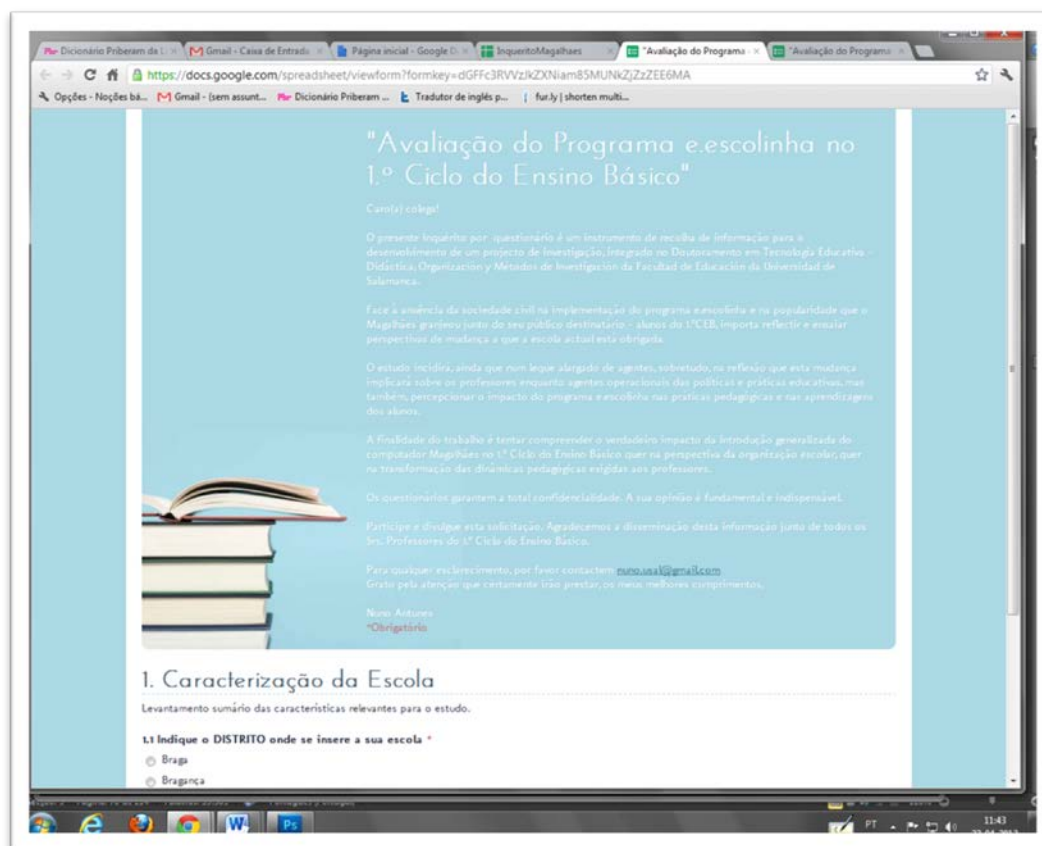 Dicionário Priberam da L
Gmail - Caixa de Entrada
Página inicial - Google D
InqueritoMagalhaes
"Avaliação do Programa -
"Avaliação do Programa
https://docs.google.com/spreadsheet/viewform?formkey=
Opções - Noções bá...
Gmail - (sem assunt...
Dicionário Priberam ...
Tradutor de inglês p...
fur.ly | shorten multi...
"Avaliação do Programa e.escolinha no
1.º Ciclo do Ensino Básico"
Caro(a) colega!
O presente Inquérito por questionário é um instrumento de recolha de informação para o
desenvolvimento de um projecto de Investigação, integrado no Doutoramento em Tecnología Educativa -
Didáctica, Organización y Métodos de Investigación da Facultad de Educación da Universidad de
Salamanca.
Face à anuência da sociedade civil na implementação do programa e.escolinha e na popularidade que o
Magalhães granjeou junto do seu público destinatário - alunos do 1.ºCEB, importa reflectir e ensaiar
perspectivas de mudança a que a escola actual está obrigada.
O estudo incidirá, ainda que num leque alargado de agentes, sobretudo, na reflexão que esta mudança
implicará sobre os professores enquanto agentes operacionais das políticas e práticas educativas, mas
também, percepcionar o impacto do programa e.escolinha nas práticas pedagógicas e nas aprendizagens
dos alunos.
A finalidade do trabalho é tentar compreender o verdadeiro impacto da introdução generalizada do
computador Magalhães no 1.º Ciclo do Ensino Básico quer na perspectiva da organização escolar, quer
na transformação das dinâmicas pedagógicas exigidas aos professores.
Os questionários garantem a total confidencialidade. A sua opinião é fundamental e indispensável.
Participe e divulgue esta solicitação. Agradecemos a disseminação desta informação junto de todos os
Srs. Professores do 1.º Ciclo do Ensino Básico.
Para qualquer esclarecimento, por favor contactem nuno.usal@gmail.com
Grato pela atenção que certamente irão prestar, os meus melhores cumprimentos,
Nuno Antunes
*Obrigatório
1. Caracterização da Escola
Levantamento sumário das características relevantes para o estudo.
1.1 Indique o DISTRITO onde se insere a sua escola *
Braga
Bragança
PT
11:43